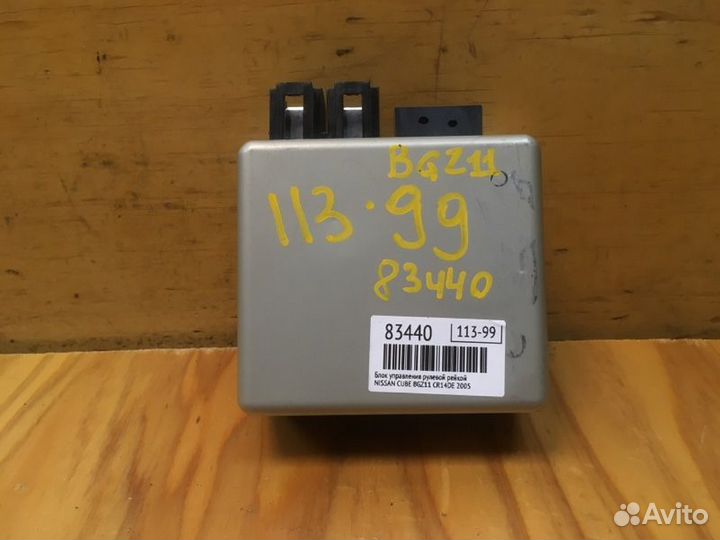 BGZ11
113.99
83440
83440 113-99
Блок управления рулевой рейкой
NISSAN CUBE BGZ11 CR14DE 2005
Avito